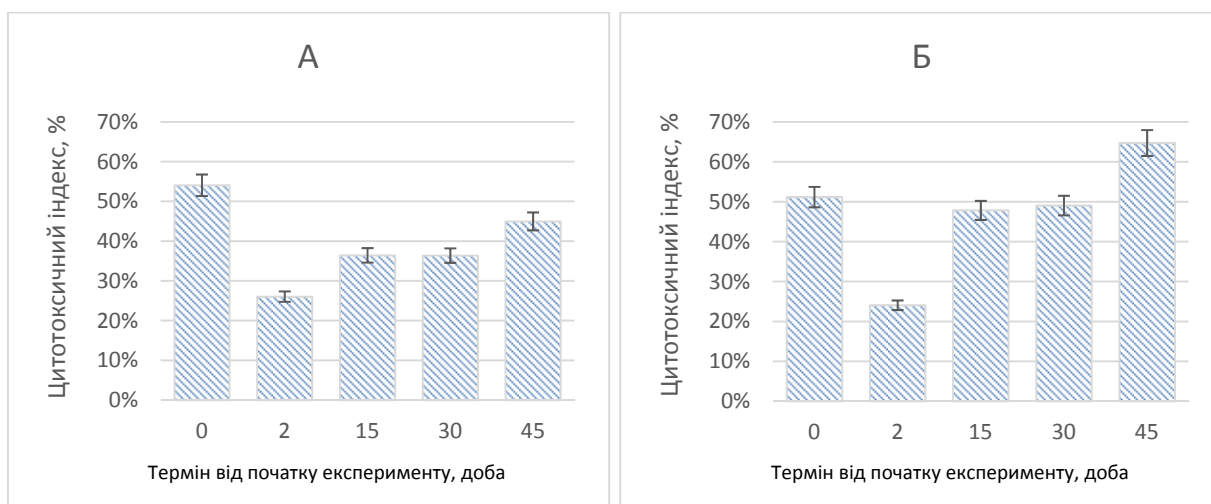 А
Цитотоксичний індекс, %
70%
60%
50%
40%
30%
20%
10%
0%
0 2 15 30 45
Термін від початку експерименту, доба
Б
Цитотоксичний індекс, %
70%
60%
50%
40%
30%
20%
10%
0%
0 2 15 30 45
Термін від початку експерименту, доба